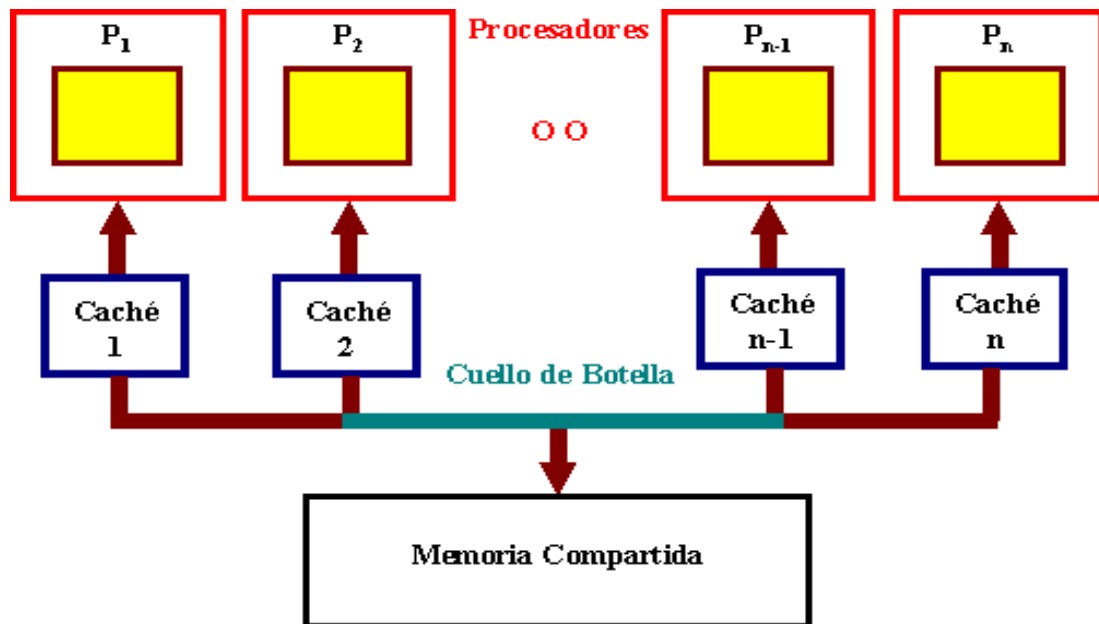 P1
P2
Procesadores
Pn-1
Pn
O O
Caché
1
Caché
2
Caché
n-1
Caché
n
Cuello de Botella
Memoria Compartida